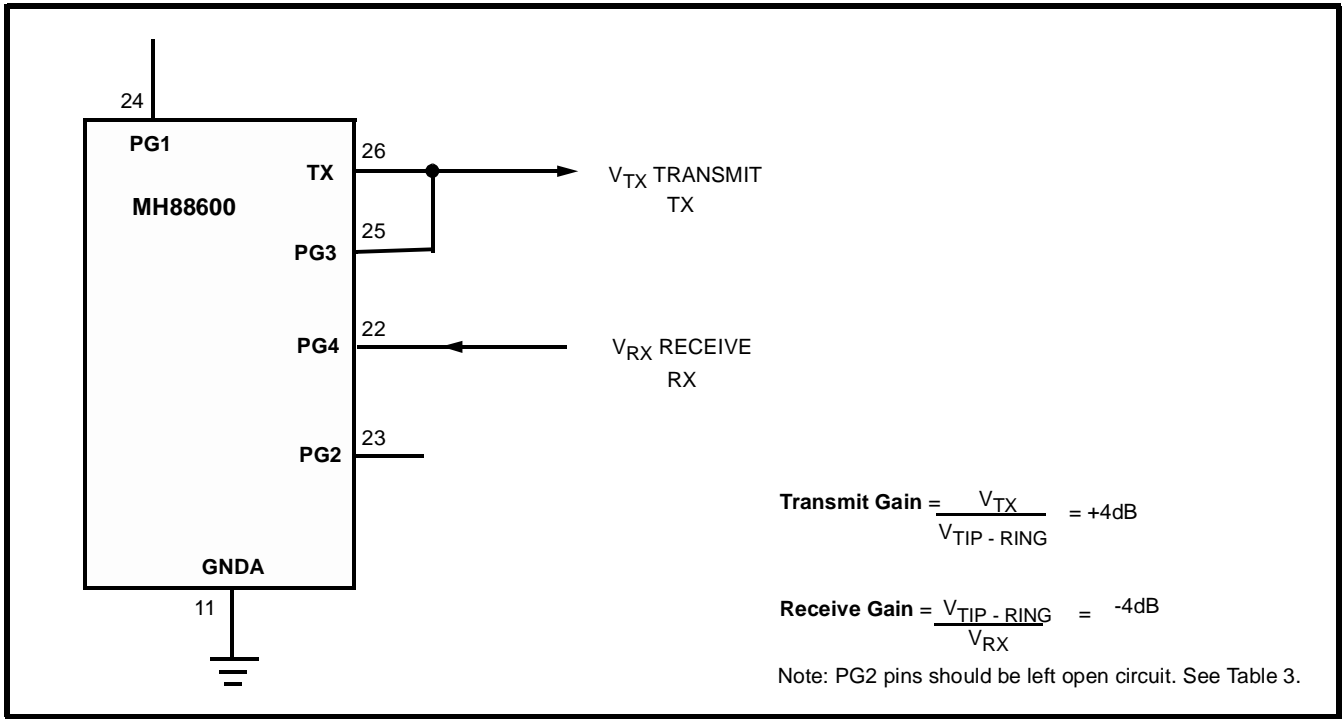 24
PG1
26
TX
V_TX TRANSMIT
TX
MH88600
25
PG3
22
PG4
V_RX RECEIVE
RX
23
PG2
Transmit Gain = V_TX / V_TIP - RING = +4dB
GNDA
11
Receive Gain = V_TIP - RING / V_RX = -4dB
Note: PG2 pins should be left open circuit. See Table 3.